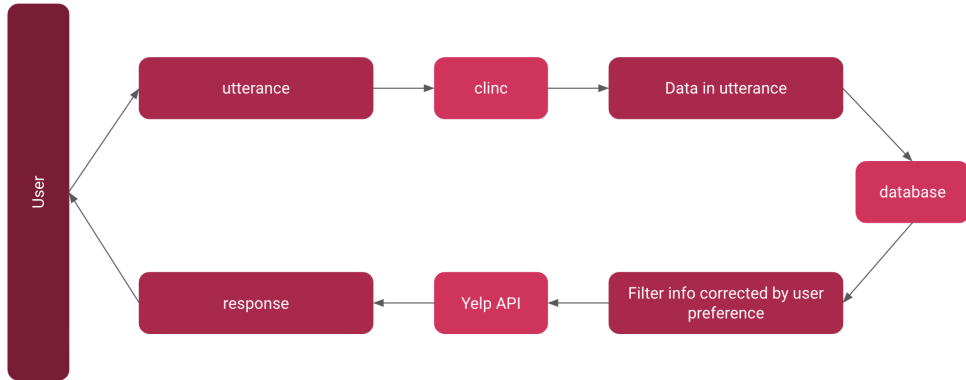 User
utterance
clinc
Data in utterance
database
Filter info corrected by user
preference
Yelp API
response